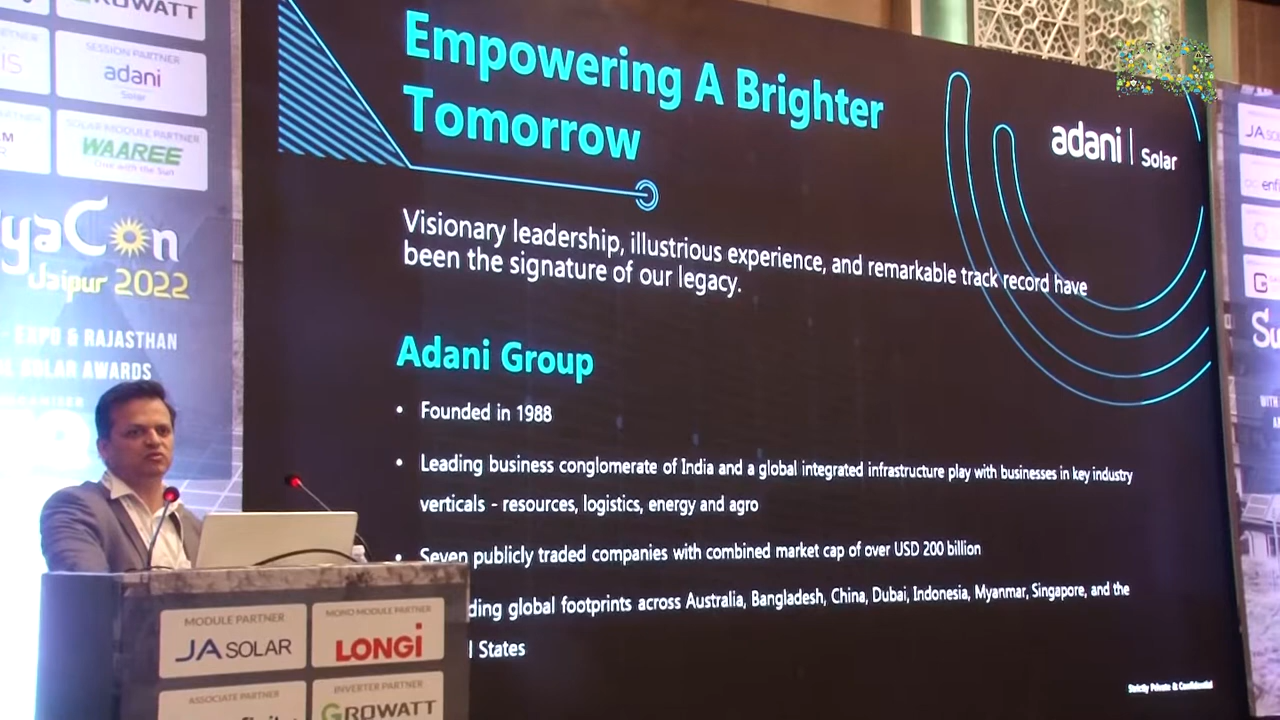 GROWATT
SESSION PARTNER
adani
Solar
SOLAR MODULE PARTNER
WAAREE
One with the Sun
yaCon
Jaipur 2022
EXPO & RAJASTHAN
SOLAR AWARDS
Empowering A Brighter
Tomorrow
adani | Solar
Visionary leadership, illustrious experience, and remarkable track record have
been the signature of our legacy.
Adani Group
• Founded in 1988
• Leading business conglomerate of India and a global integrated infrastructure play with businesses in key industry
verticals - resources, logistics, energy and agro
• Seven publicly traded companies with combined market cap of over USD 200 billion
ding global footprints across Australia, Bangladesh, China, Dubai, Indonesia, Myanmar, Singapore, and the
States
Strictly Private & Confidential
MODULE PARTNER
JA SOLAR
MONO MODULE PARTNER
LONGi
ASSOCIATE PARTNER
INVERTER PARTNER
GROWATT
JA SO
enfi
Su
WITH